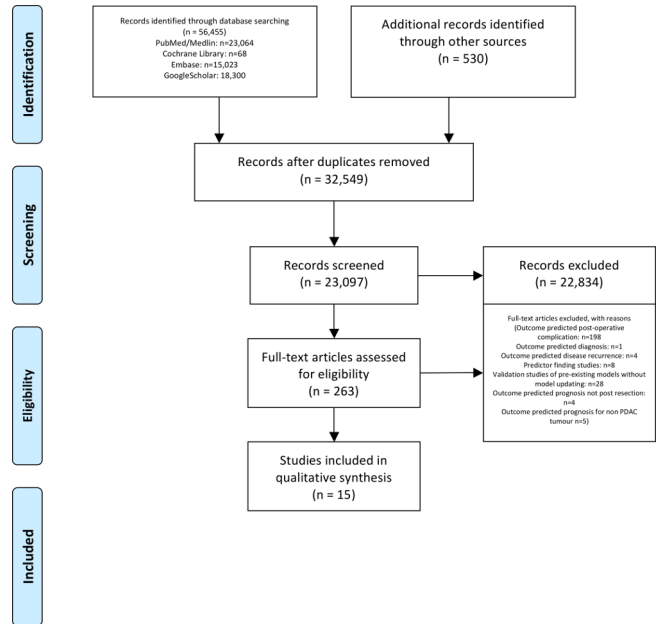 Identification
Records identified through database searching
(n = 56,455)
PubMed/Medlin: n=23,064
Cochrane Library: n=68
Embase: n=15,023
GoogleScholar: 18,300
Additional records identified
through other sources
(n = 530)
Records after duplicates removed
(n = 32,549)
Screening
Records screened
(n = 23,097)
Records excluded
(n = 22,834)
Eligibility
Full-text articles assessed
for eligibility
(n = 263)
Full-text articles excluded, with reasons
(Outcome predicted post-operative
complication: n=198
Outcome predicted diagnosis: n=1
Outcome predicted disease recurrence: n=4
Predictor finding studies: n=8
Validation studies of pre-existing models without
model updating: n=28
Outcome predicted prognosis not post resection:
n=4
Outcome predicted prognosis for non PDAC
tumour n=5)
Studies included in
qualitative synthesis
(n = 15)
Included